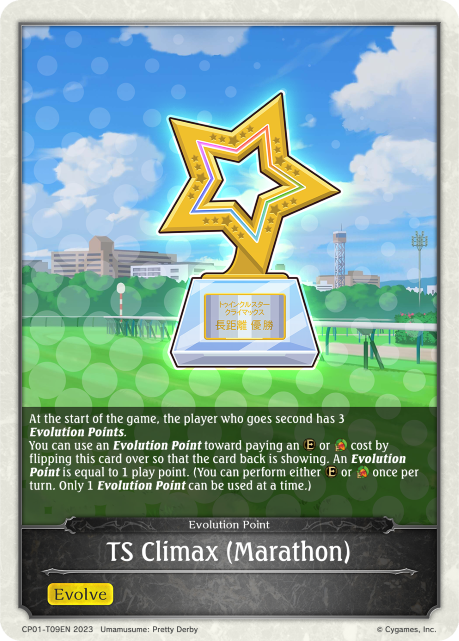 トゥインクルスター
クライマックス
長距離 優勝
At the start of the game, the player who goes second has 3
Evolution Points.
You can use an Evolution Point toward paying an E or cost by
flipping this card over so that the card back is showing. An Evolution
Point is equal to 1 play point. (You can perform either E or once per
turn. Only 1 Evolution Point can be used at a time.)
Evolution Point
TS Climax (Marathon)
Evolve
CP01-T09EN 2023 Umamusume: Pretty Derby © Cygames, Inc.